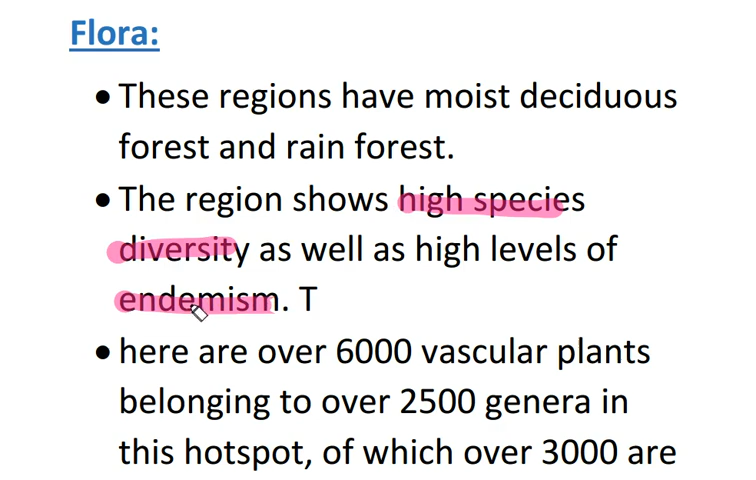 Flora:
• These regions have moist deciduous
forest and rain forest.
• The region shows high species
diversity as well as high levels of
endemism. T
• here are over 6000 vascular plants
belonging to over 2500 genera in
this hotspot, of which over 3000 are